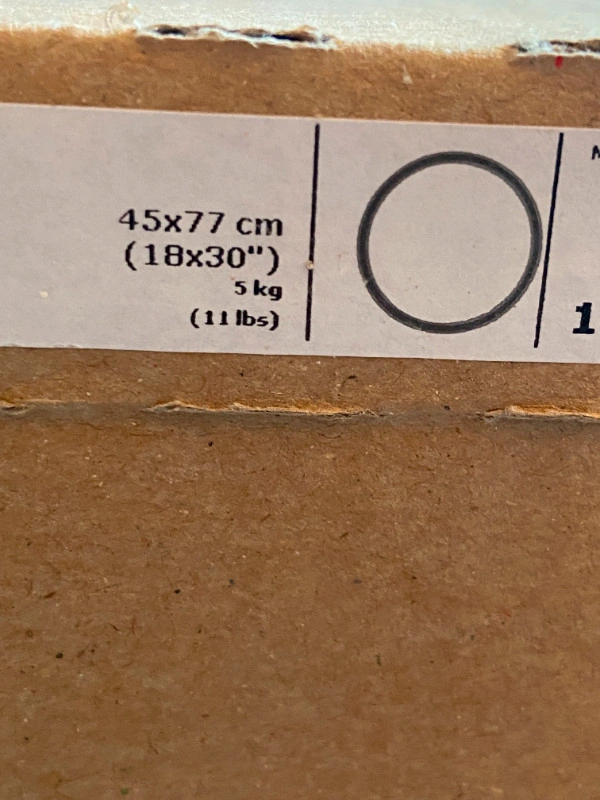 45x77 cm
(18x30")
5 kg
(11 lbs)
1